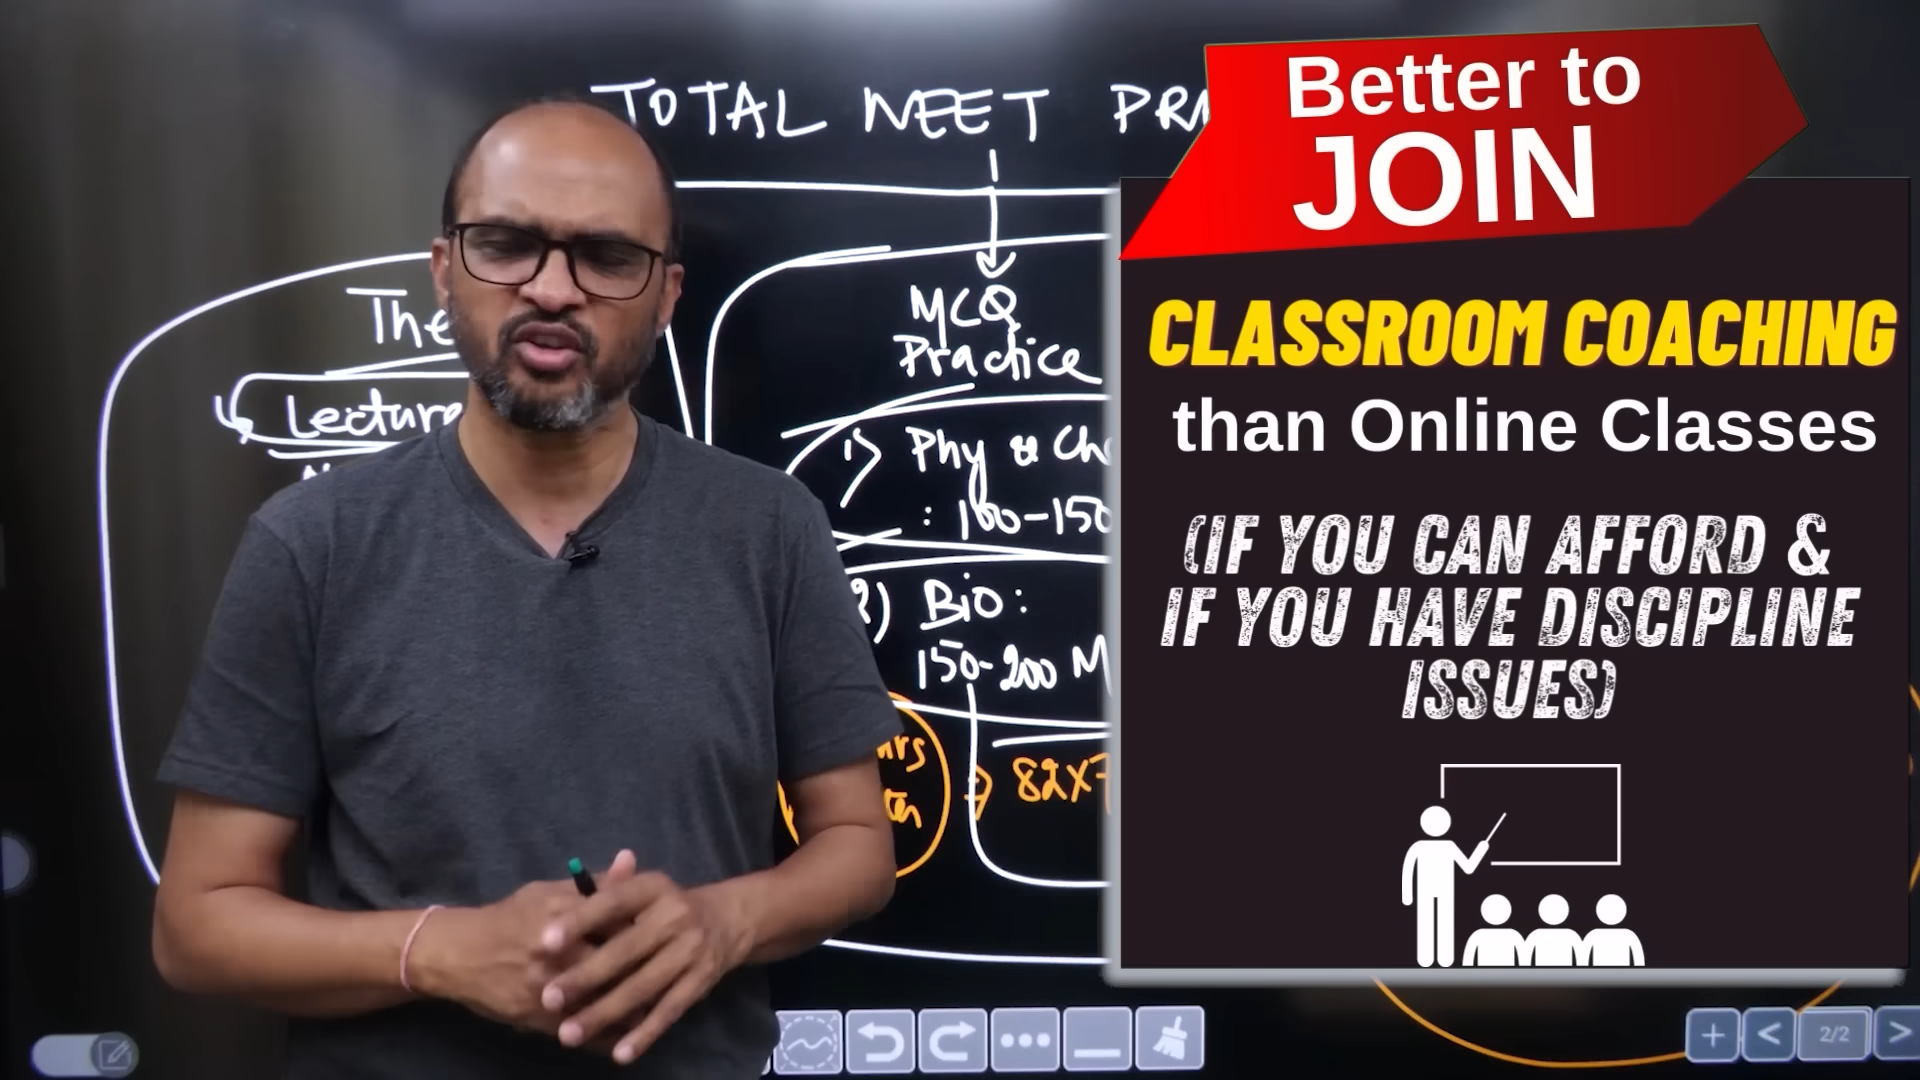 TOTAL NEET
The
Lecture
MCQ
Practice
1) Phy & Ch
: 100-150
2) Bio:
150-200 M
⇒ 82x7
Better to
JOIN
CLASSROOM COACHING
than Online Classes
(IF YOU CAN AFFORD &
IF YOU HAVE DISCIPLINE
ISSUES)
2/2